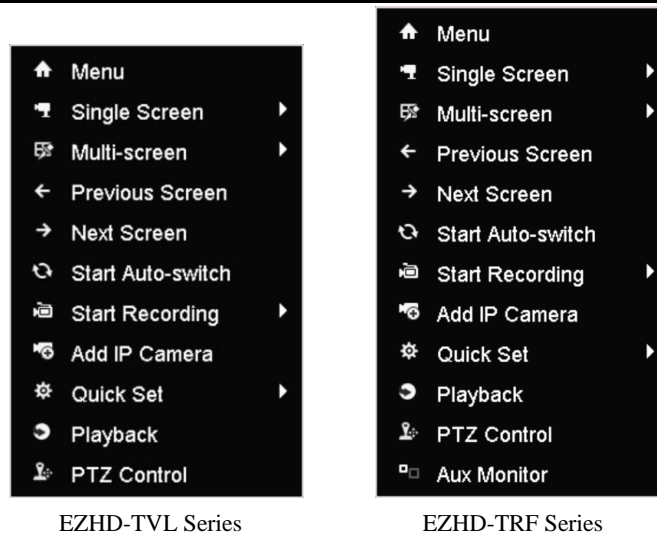 Menu
Single Screen
Multi-screen
Previous Screen
Next Screen
Start Auto-switch
Start Recording
Add IP Camera
Quick Set
Playback
PTZ Control
EZHD-TVL Series
Menu
Single Screen
Multi-screen
Previous Screen
Next Screen
Start Auto-switch
Start Recording
Add IP Camera
Quick Set
Playback
PTZ Control
Aux Monitor
EZHD-TRF Series